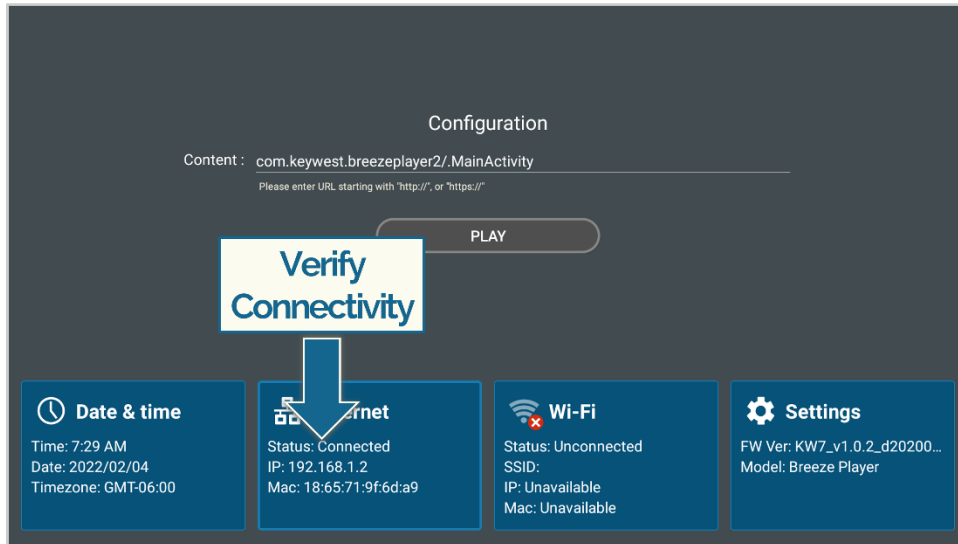 Configuration
Content : com.keywest.breezeplayer2/.MainActivity
Please enter URL starting with "http://", or "https://"
PLAY
Verify
Connectivity
Date & time
Time: 7:29 AM
Date: 2022/02/04
Timezone: GMT-06:00
rnet
Status: Connected
IP: 192.168.1.2
Mac: 18:65:71:9f:6d:a9
Wi-Fi
Status: Unconnected
SSID:
IP: Unavailable
Mac: Unavailable
Settings
FW Ver: KW7_v1.0.2_d20200...
Model: Breeze Player